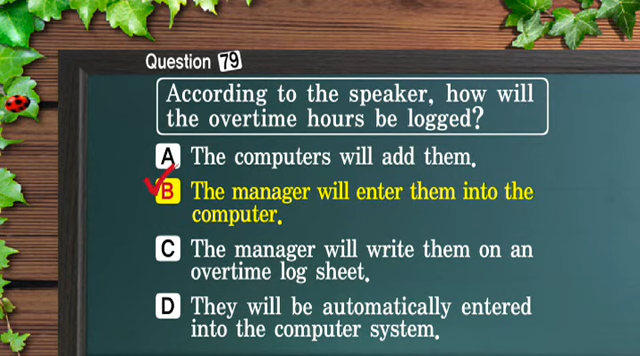 Question 79
According to the speaker, how will
the overtime hours be logged?
A The computers will add them.
B The manager will enter them into the
computer.
C The manager will write them on an
overtime log sheet.
D They will be automatically entered
into the computer system.